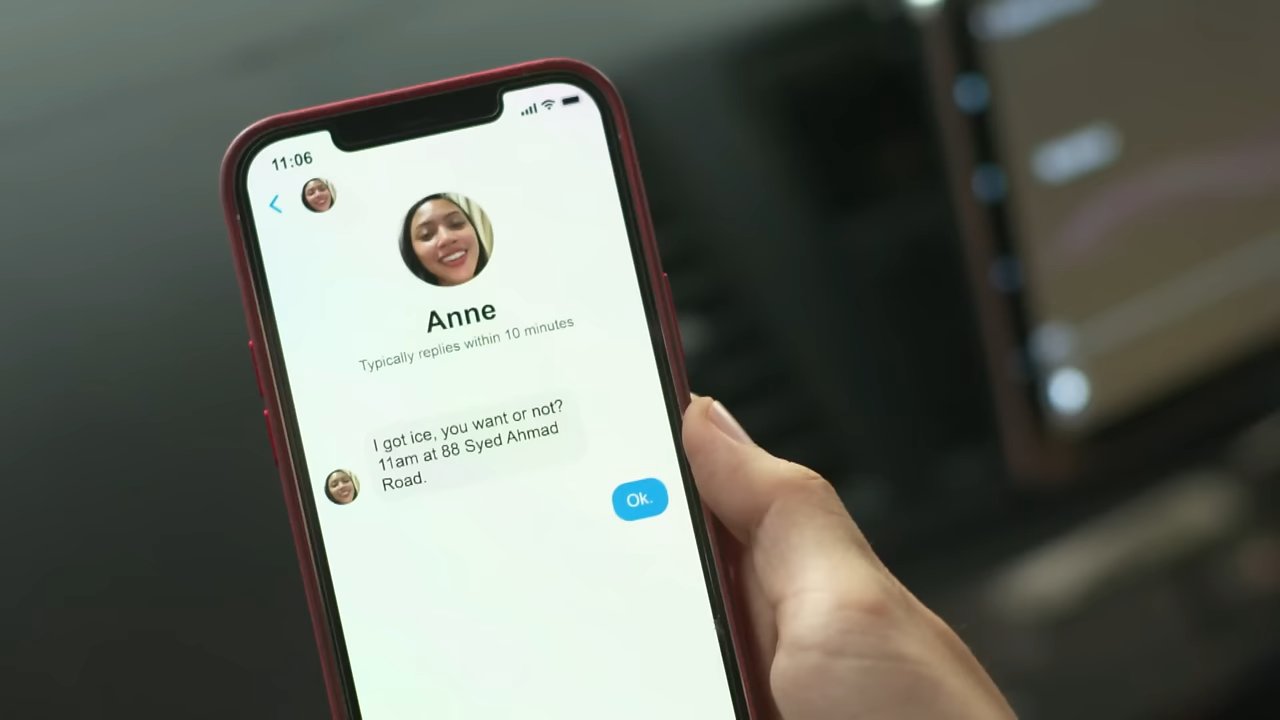 11:06
Anne
Typically replies within 10 minutes
I got ice, you want or not?
11am at 88 Syed Ahmad
Road.
Ok.